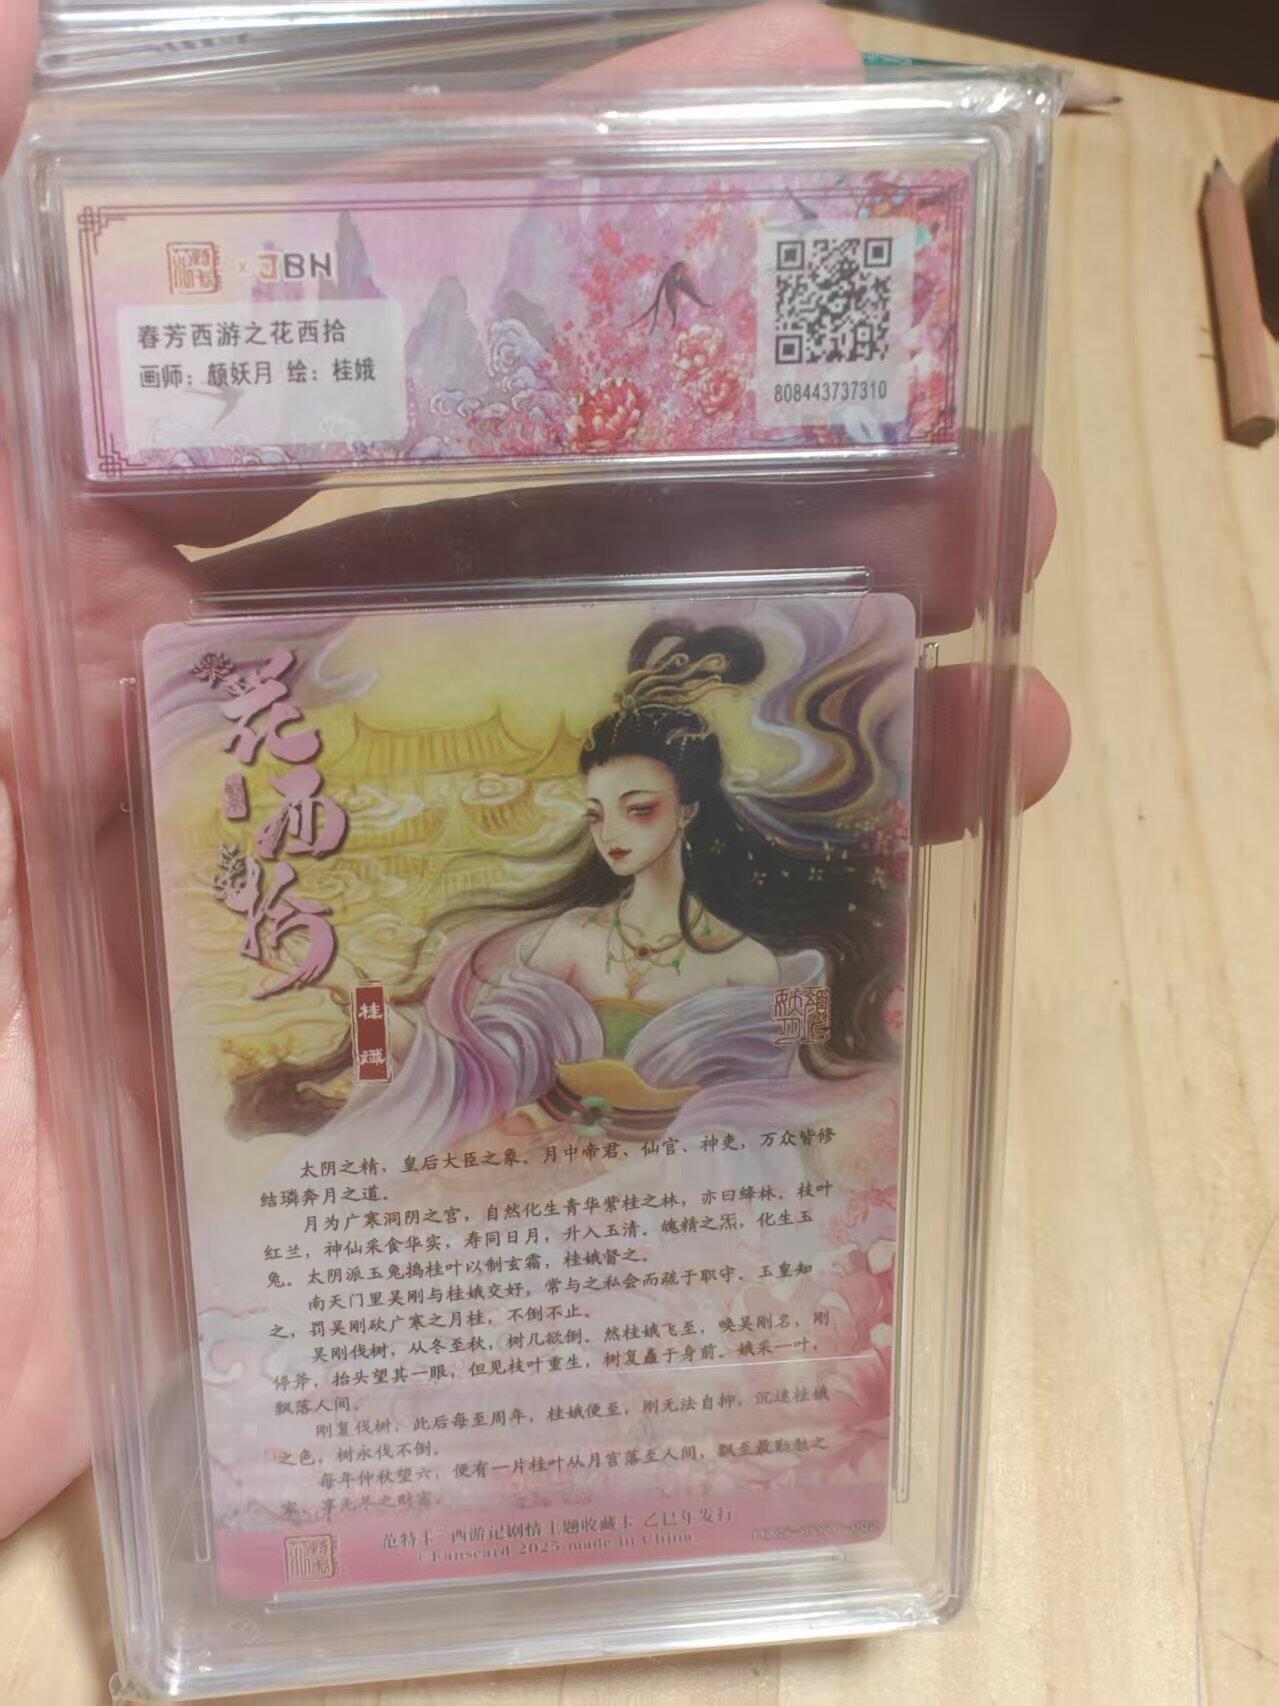 范特卡 × JBN
春芳西游之花西拾
画师：颜妖月 绘：桂娥
808443737310
花西拾
桂娥
太阴之精，皇后大臣之象。月中帝君、仙官、神吏，万众皆修
结璘奔月之道。
月为广寒洞阴之宫，自然化生青华紫桂之林，亦曰绛林。枝叶
红兰，神仙采食华实，寿同日月，升入玉清。魄精之炁，化生玉
兔。太阴派玉兔捣桂叶以制玄霜，桂娥督之。
南天门里吴刚与桂娥交好，常与之私会而疏于职守。玉皇知
之，罚吴刚砍广寒之月桂，不倒不止。
吴刚伐树，从冬至秋，树几欲倒。然桂娥飞至，唤吴刚名，刚
停斧，抬头望其一眼，但见枝叶重生，树复矗于身前。娥采一叶，
飘落人间。
刚复伐树，此后每至周年，桂娥便至，刚无法自抑，沉迷桂娥
之色，树永伐不倒。
每年仲秋望六，便有一片桂叶从月宫落至人间，飘至最勤勉之
家，享无尽之财富。
范特卡 西游记剧情主题收藏卡 乙巳年发行
©Fanscard 2025 made in China